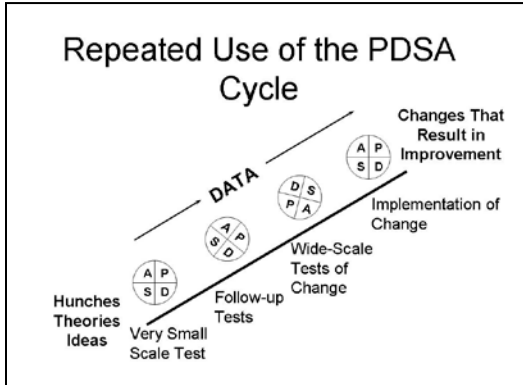 Repeated Use of the PDSA
Cycle
Changes That
Result in
Improvement
DATA
A P
S D
D S
P A
A P
S D
A P
S D
Implementation of
Change
Wide-Scale
Tests of
Change
Follow-up
Tests
Very Small
Scale Test
Hunches
Theories
Ideas